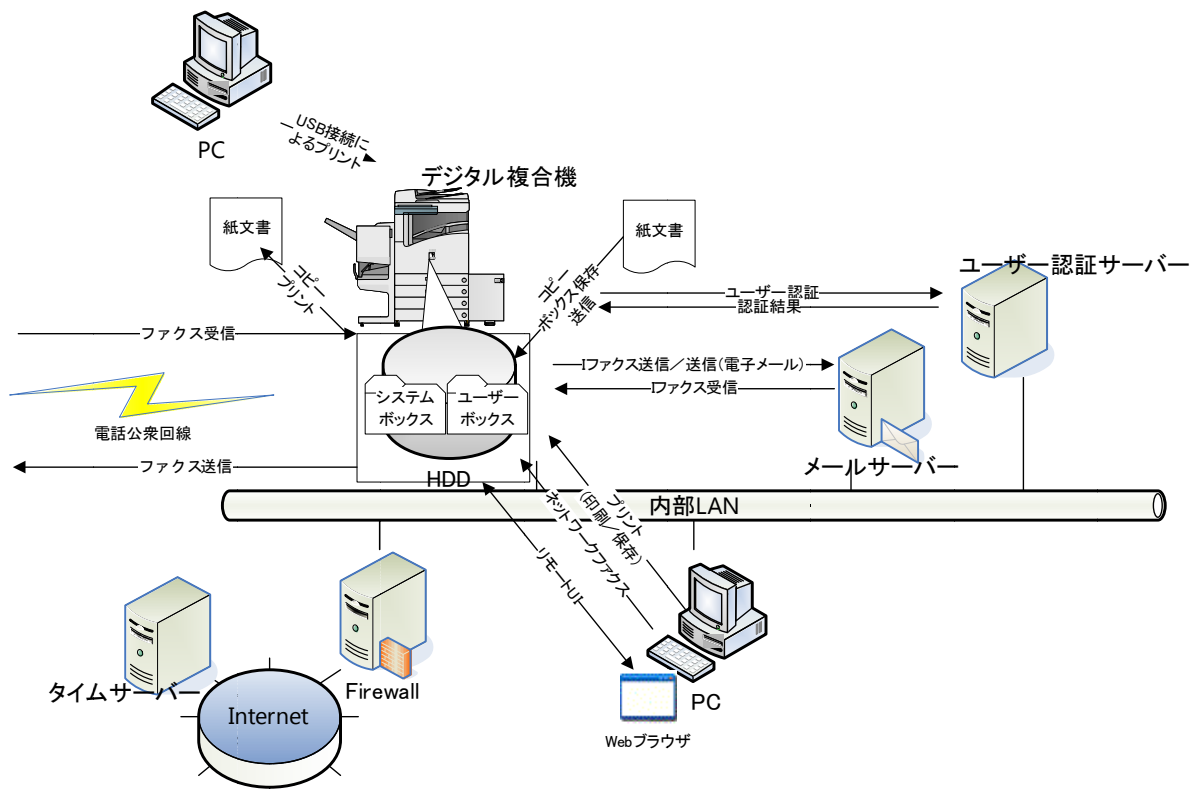 PC
USB接続に
よるプリント
デジタル複合機
紙文書
紙文書
コピー
プリント
コピー
ボックス保存
送信
ユーザー認証サーバー
ユーザー認証
認証結果
ファクス受信
Iファクス送信／送信(電子メール)
Iファクス受信
システム
ボックス
ユーザー
ボックス
電話公衆回線
ファクス送信
メールサーバー
HDD
内部LAN
プリント
(印刷／保存)
ネットワークファクス
リモートUI
タイムサーバー
Firewall
Internet
PC
Webブラウザ